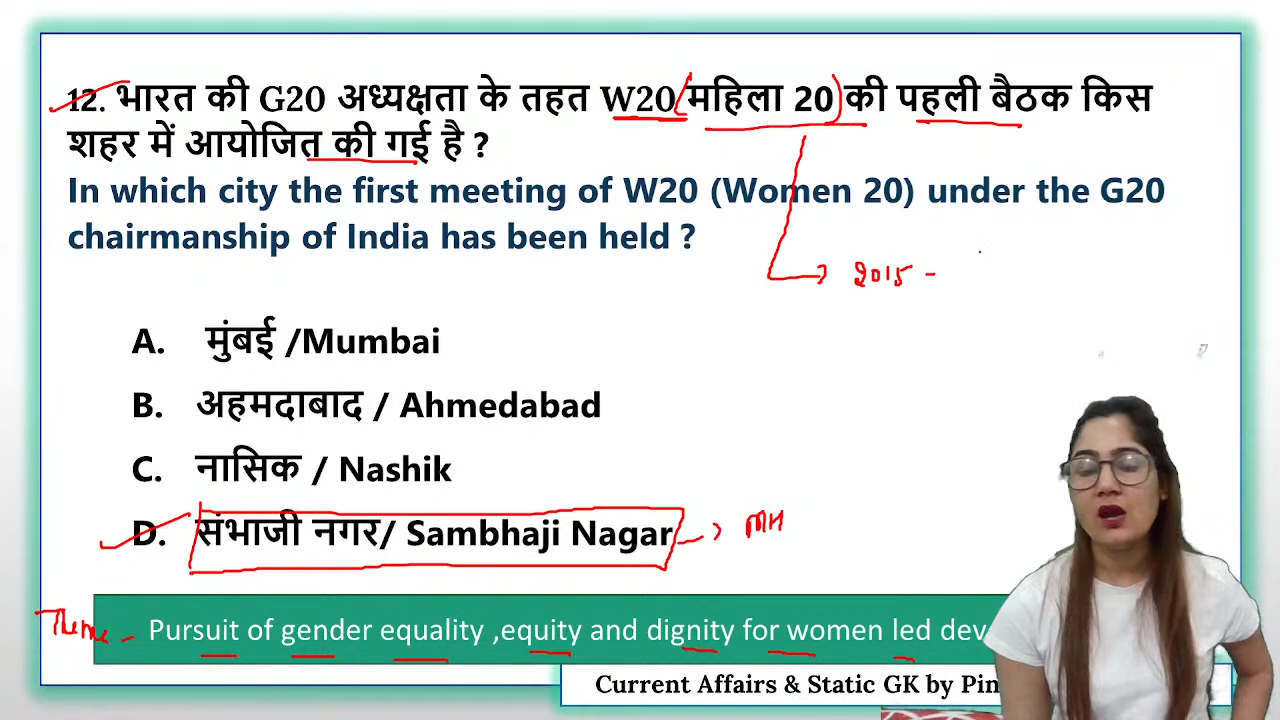 12. भारत की G20 अध्यक्षता के तहत W20 (महिला 20) की पहली बैठक किस
शहर में आयोजित की गई है ?
In which city the first meeting of W20 (Women 20) under the G20
chairmanship of India has been held ?
2015 -
A. मुंबई /Mumbai
B. अहमदाबाद / Ahmedabad
C. नासिक / Nashik
D. संभाजी नगर/ Sambhaji Nagar → MH
Theme - Pursuit of gender equality ,equity and dignity for women led
Current Affairs & Static GK by